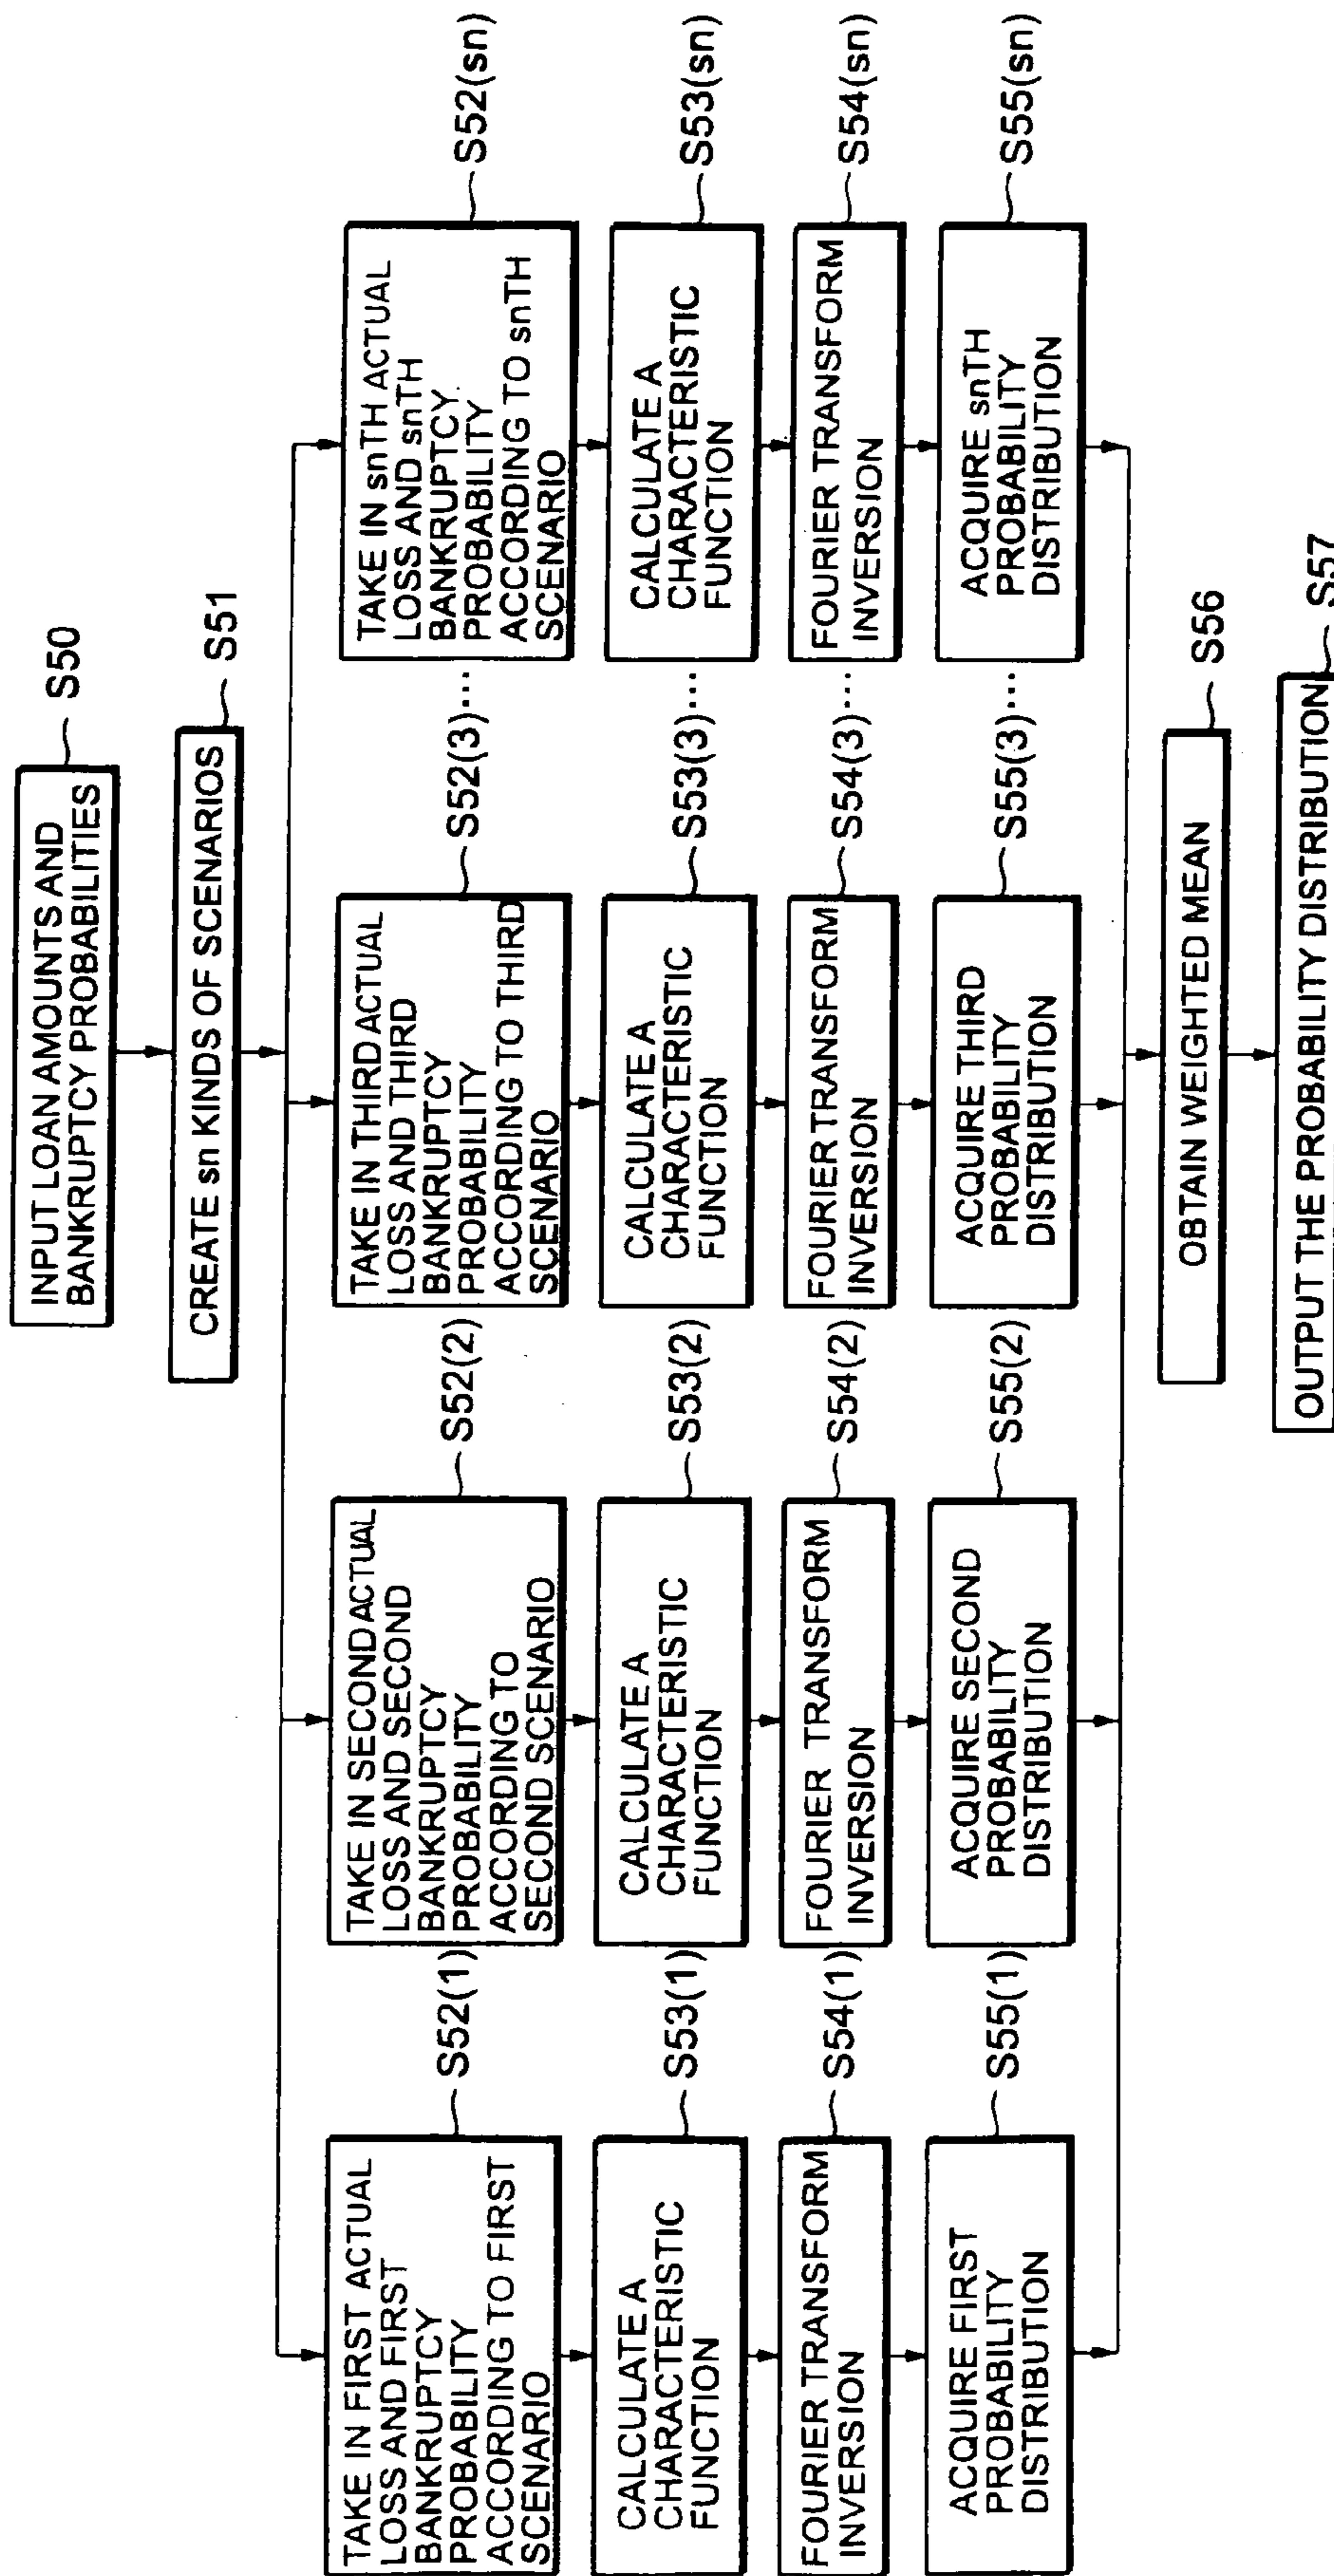 INPUT LOAN AMOUNTS AND
BANKRUPTCY PROBABILITIES
S50
CREATE sn KINDS OF SCENARIOS
S51
TAKE IN FIRST ACTUAL
LOSS AND FIRST
BANKRUPTCY
PROBABILITY
ACCORDING TO FIRST
SCENARIO
S52(1)
TAKE IN SECOND ACTUAL
LOSS AND SECOND
BANKRUPTCY
PROBABILITY
ACCORDING TO
SECOND SCENARIO
S52(2)
TAKE IN THIRD ACTUAL
LOSS AND THIRD
BANKRUPTCY
PROBABILITY
ACCORDING TO THIRD
SCENARIO
S52(3)...
TAKE IN snTH ACTUAL
LOSS AND snTH
BANKRUPTCY.
PROBABILITY
ACCORDING TO snTH
SCENARIO
S52(sn)
CALCULATE A
CHARACTERISTIC
FUNCTION
S53(1)
CALCULATE A
CHARACTERISTIC
FUNCTION
S53(2)
CALCULATE A
CHARACTERISTIC
FUNCTION
S53(3)...
CALCULATE A
CHARACTERISTIC
FUNCTION
S53(sn)
FOURIER TRANSFORM
INVERSION
S54(1)
FOURIER TRANSFORM
INVERSION
S54(2)
FOURIER TRANSFORM
INVERSION
S54(3)...
FOURIER TRANSFORM
INVERSION
S54(sn)
ACQUIRE FIRST
PROBABILITY
DISTRIBUTION
S55(1)
ACQUIRE SECOND
PROBABILITY
DISTRIBUTION
S55(2)
ACQUIRE THIRD
PROBABILITY
DISTRIBUTION
S55(3)...
ACQUIRE snTH
PROBABILITY
DISTRIBUTION
S55(sn)
OBTAIN WEIGHTED MEAN
S56
OUTPUT THE PROBABILITY DISTRIBUTION
S57